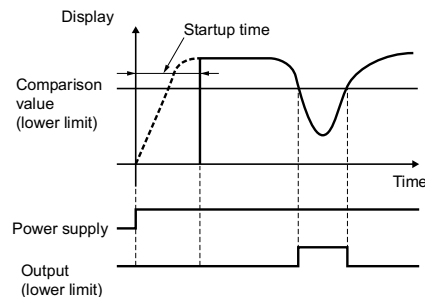 Display
Startup time
Comparison
value
(lower limit)
Time
Power supply
Output
(lower limit)